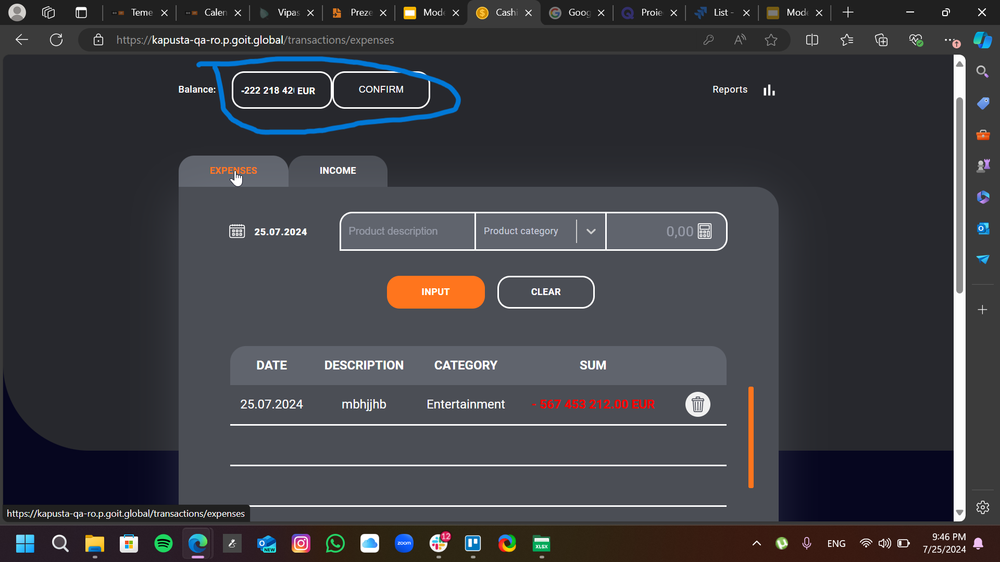 Teme
Calen
Vipas
Preze
Mode
Cashi
Goog
Proie
List -
Mode
https://kapusta-qa-ro.p.goit.global/transactions/expenses
Balance:
-222 218 42
EUR
CONFIRM
Reports
EXPENSES
INCOME
25.07.2024
Product description
Product category
0,00
INPUT
CLEAR
DATE DESCRIPTION CATEGORY SUM
25.07.2024 mbhjjhb Entertainment - 567 453 212.00 EUR
https://kapusta-qa-ro.p.goit.global/transactions/expenses
NEW
zoom
12
XLSX
ENG
9:46 PM
7/25/2024